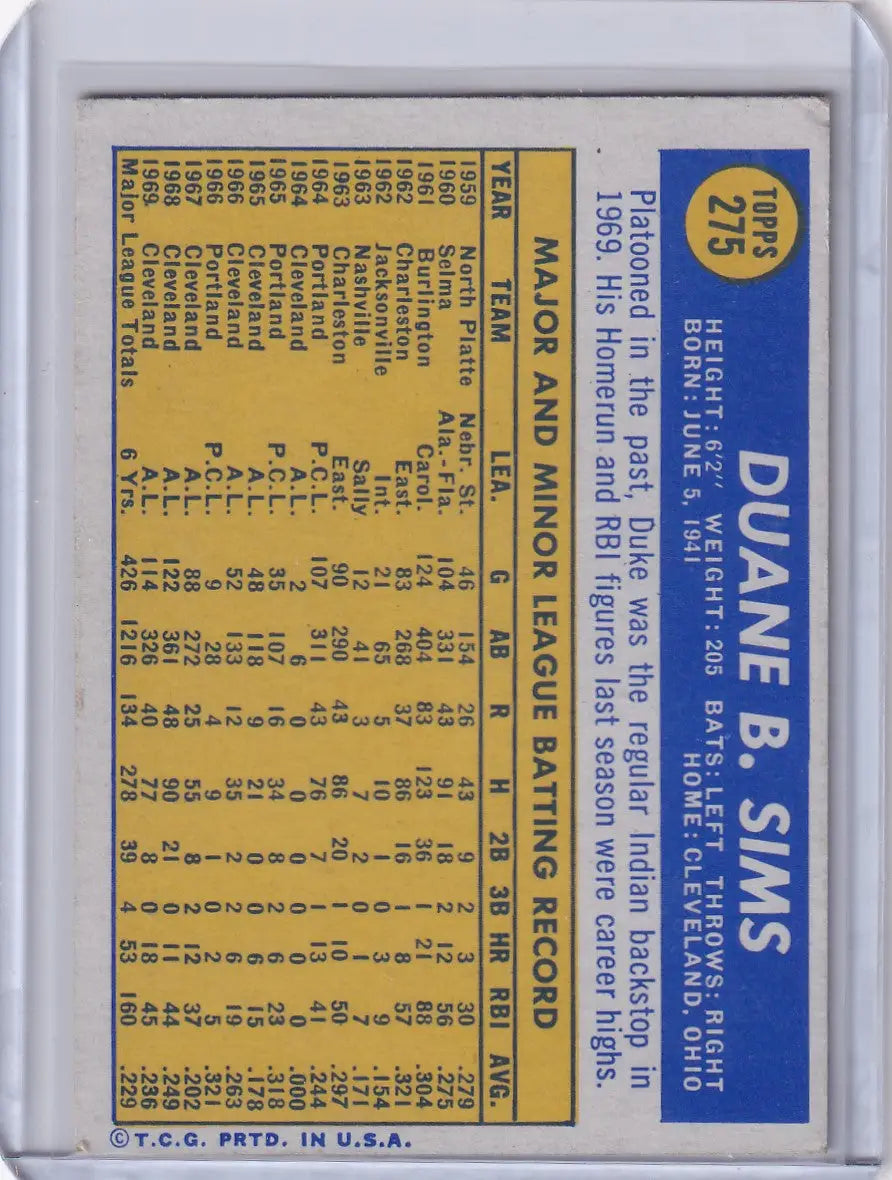 TOPPS
275
DUANE B. SIMS
HEIGHT: 6'2" WEIGHT: 205 BATS: LEFT THROWS: RIGHT
BORN: JUNE 5, 1941 HOME: CLEVELAND, OHIO
Platooned in the past, Duke was the regular Indian backstop in
1969. His Homerun and RBI figures last season were career highs.
MAJOR AND MINOR LEAGUE BATTING RECORD
YEAR TEAM LEA. G AB R H 2B 3B HR RBI AVG.
1959 North Platte Nebr. St. 46 154 26 43 9 2 3 30 .279
1960 Selma Ala.-Fla. 104 331 43 91 18 2 12 56 .275
1961 Burlington Carol. 124 404 83 123 36 1 21 88 .304
1962 Charleston East. 83 268 37 86 16 1 8 57 .321
1962 Jacksonville Int. 21 65 5 10 1 0 3 9 .154
1963 Nashville Sally 12 41 3 7 2 0 1 7 .171
1963 Charleston East. 90 290 43 86 20 1 10 50 .297
1964 Portland P.C.L. 107 311 43 76 7 1 13 41 .244
1964 Cleveland A.L. 2 6 0 0 0 0 0 0 .000
1965 Portland P.C.L. 35 107 16 34 8 2 6 23 .318
1965 Cleveland A.L. 48 118 9 21 0 0 6 15 .178
1966 Cleveland A.L. 52 133 12 35 2 2 6 19 .263
1966 Portland P.C.L. 9 28 4 9 1 0 2 5 .321
1967 Cleveland A.L. 88 272 25 55 8 2 12 37 .202
1968 Cleveland A.L. 122 361 48 90 21 0 11 44 .249
1969 Cleveland A.L. 114 326 40 77 8 0 18 45 .236
Major League Totals 6 Yrs. 426 1216 134 278 39 4 53 160 .229
©T.C.G. PRTD. IN U.S.A.